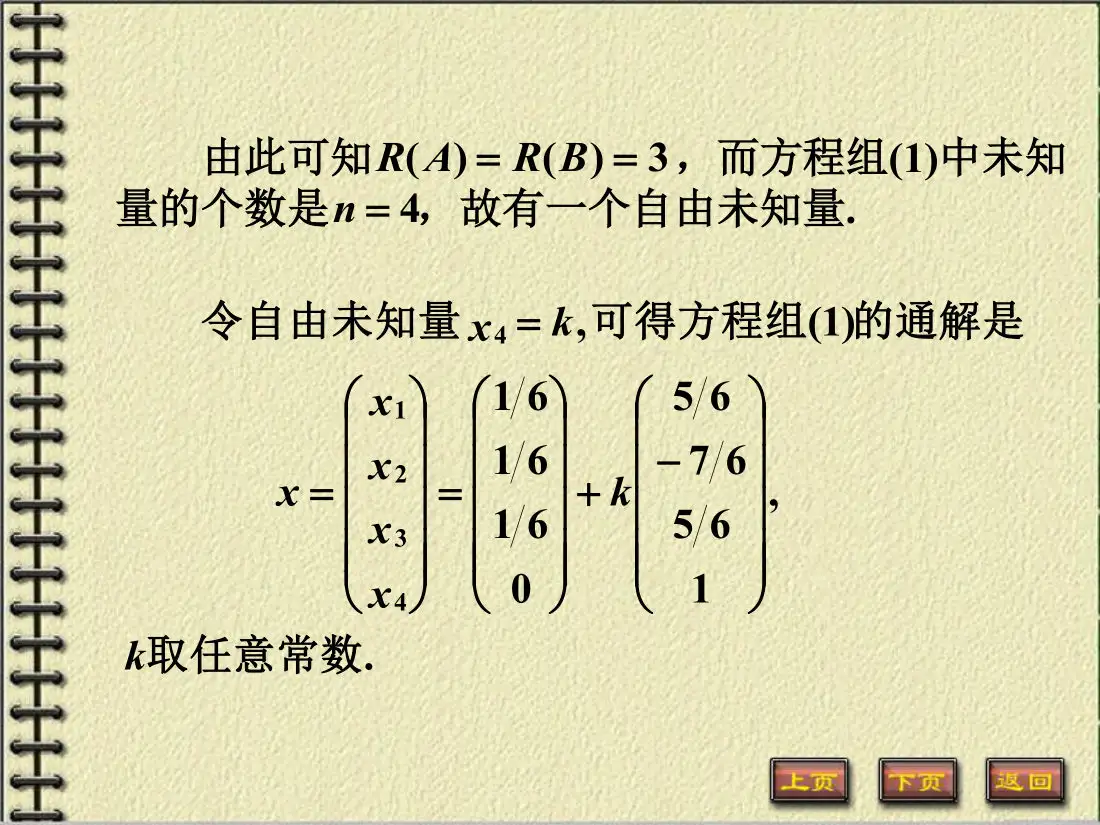 由此可知R(A) = R(B) = 3，而方程组(1)中未知
量的个数是n = 4，故有一个自由未知量.
令自由未知量 x4 = k,可得方程组(1)的通解是
x = (x1 x2 x3 x4) = (1/6 1/6 1/6 0) + k(5/6 −7/6 5/6 1),
k取任意常数.
上页 下页 返回